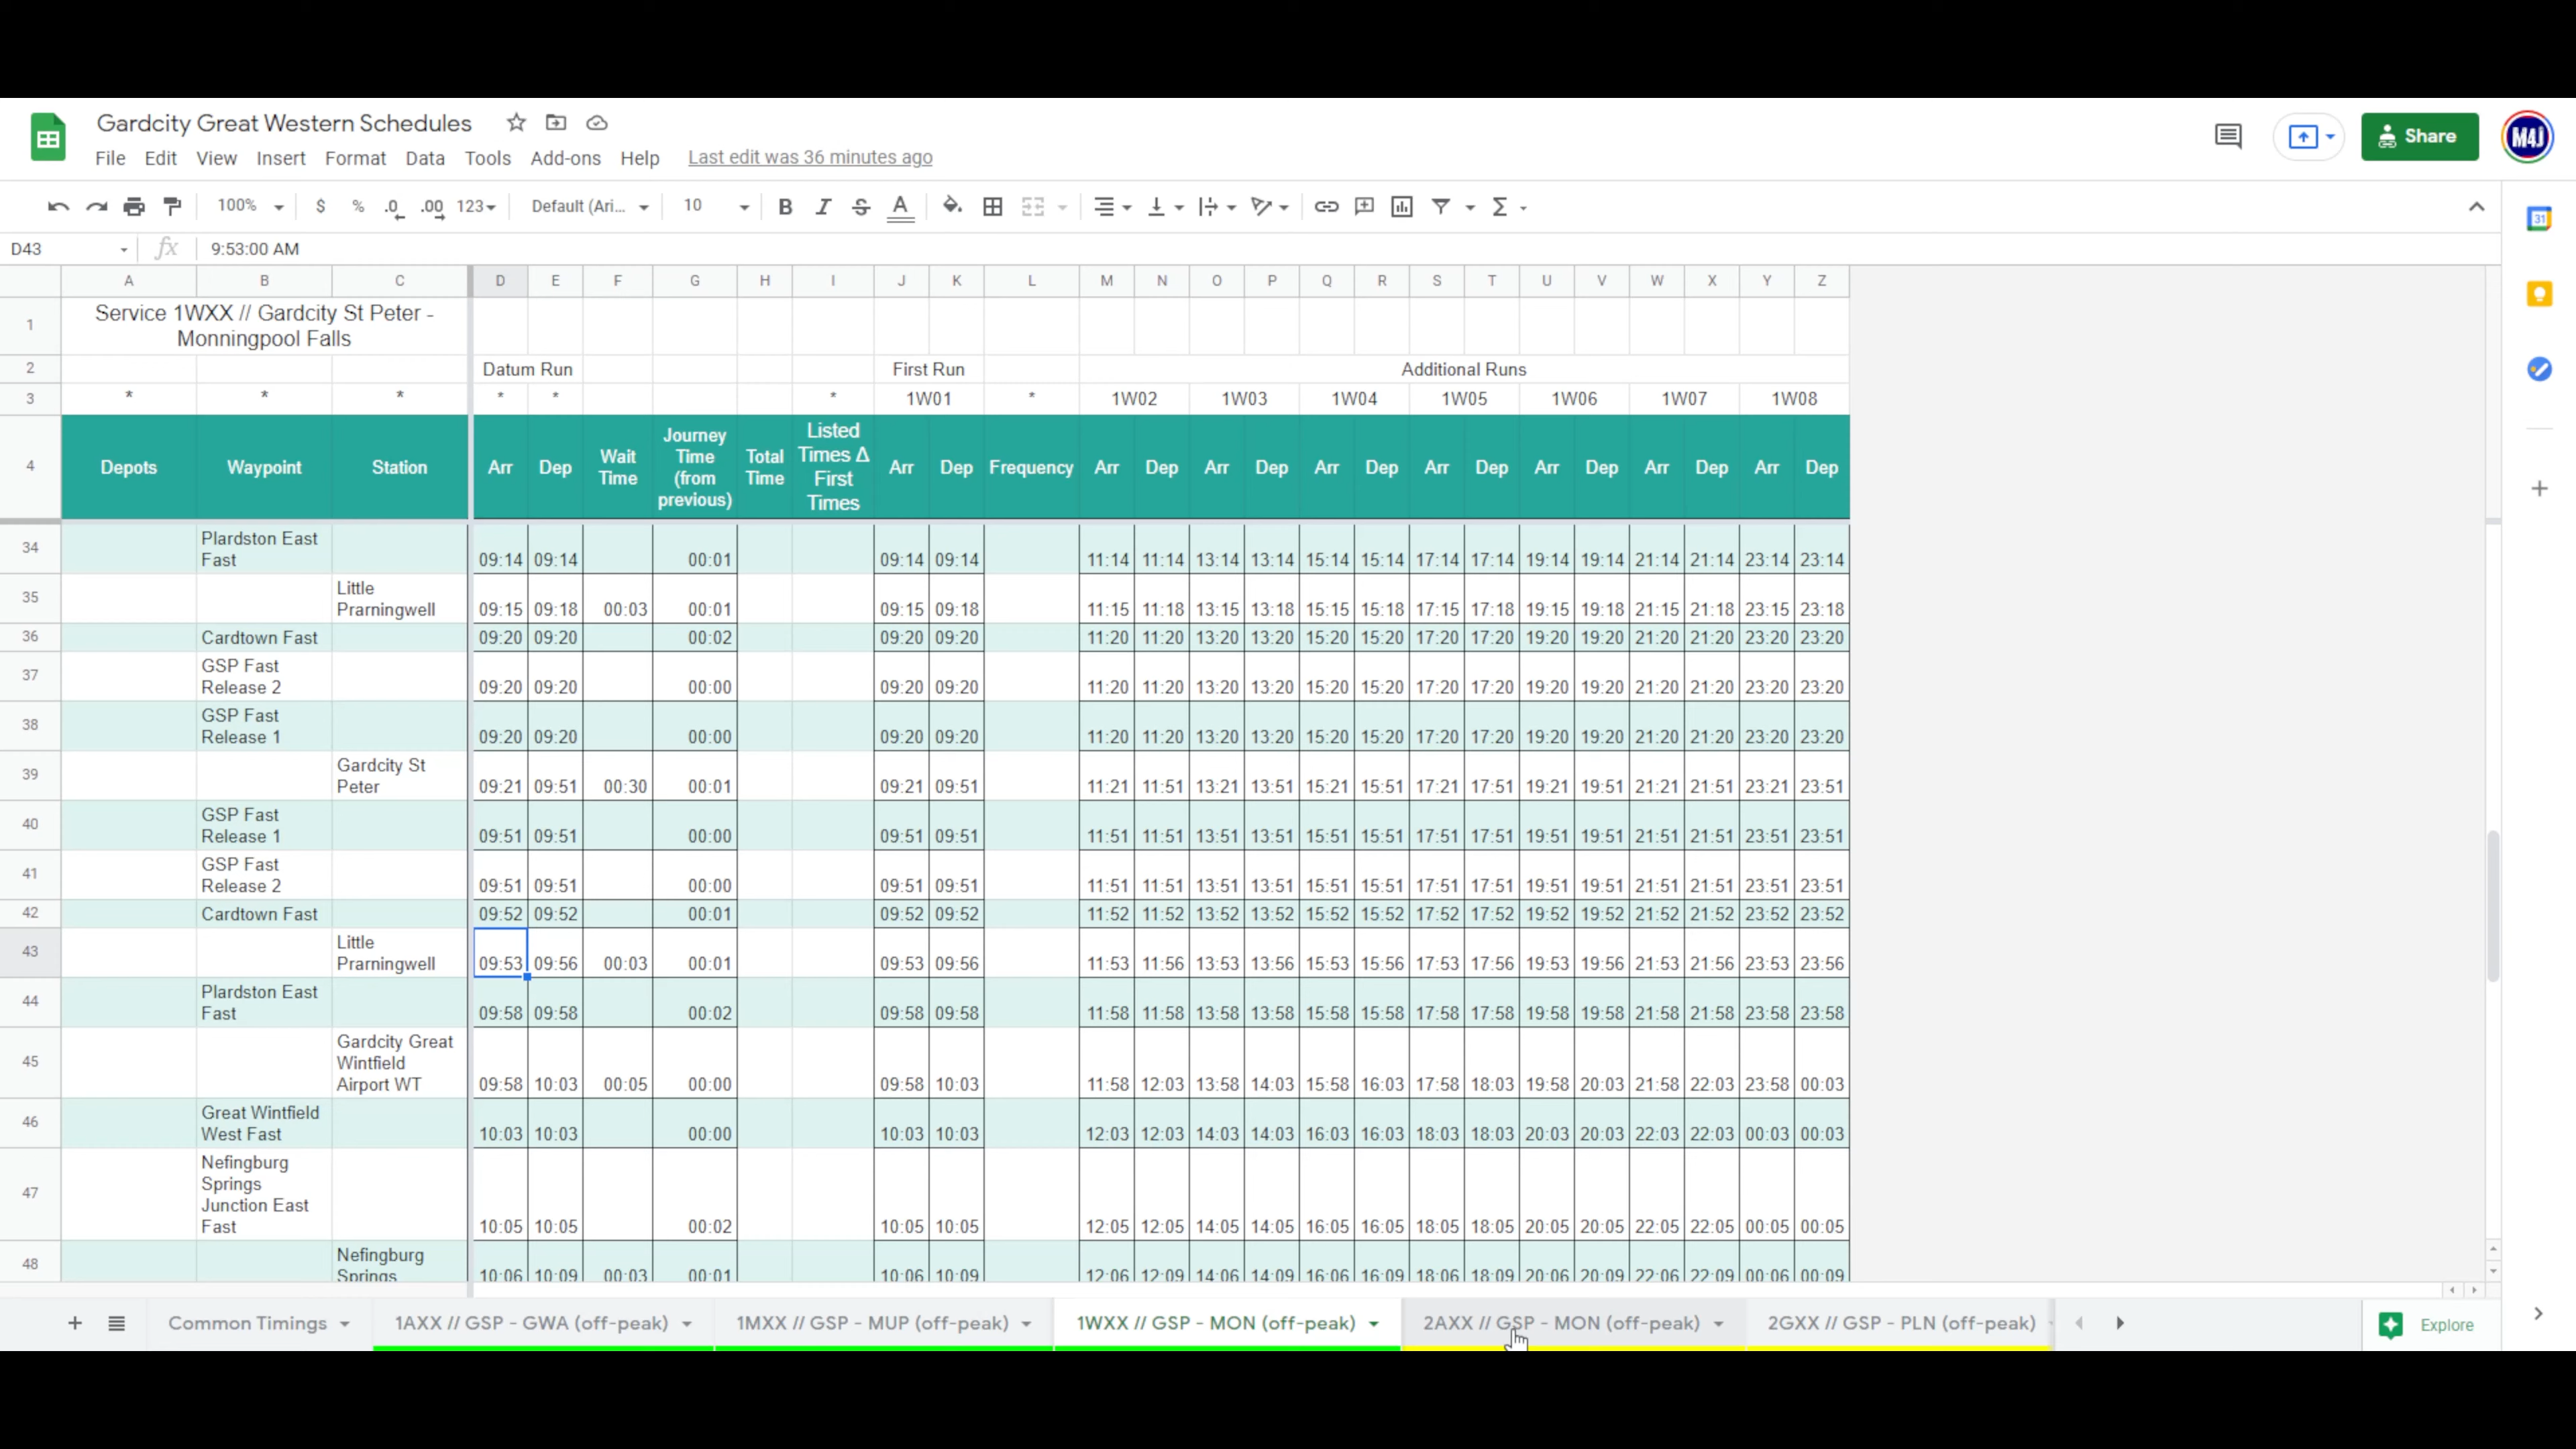 Gardcity Great Western Schedules
M4J
Share
File Edit View Insert Format Data Tools Add-ons Help Last edit was 36 minutes ago
100% $ % .0 .00 123 Default (Ari... 10 B I S A Σ
D43 fx 9:53:00 AM
31
A B C D E F G H I J K L M N O P Q R S T U V W X Y Z
1 Service 1WXX // Gardcity St Peter -
Monningpool Falls
2 Datum Run First Run Additional Runs
3 * * * * * * 1W01 * 1W02 1W03 1W04 1W05 1W06 1W07 1W08
4 Depots Waypoint Station Arr Dep Wait Time Journey Time (from previous) Total Time Listed Times Δ First Times Arr Dep Frequency Arr Dep Arr Dep Arr Dep Arr Dep Arr Dep Arr Dep Arr Dep
34 Plardston East
Fast 09:14 09:14 00:01 09:14 09:14 11:14 11:14 13:14 13:14 15:14 15:14 17:14 17:14 19:14 19:14 21:14 21:14 23:14 23:14
35 Little
Prarningwell 09:15 09:18 00:03 00:01 09:15 09:18 11:15 11:18 13:15 13:18 15:15 15:18 17:15 17:18 19:15 19:18 21:15 21:18 23:15 23:18
36 Cardtown Fast 09:20 09:20 00:02 09:20 09:20 11:20 11:20 13:20 13:20 15:20 15:20 17:20 17:20 19:20 19:20 21:20 21:20 23:20 23:20
37 GSP Fast
Release 2 09:20 09:20 00:00 09:20 09:20 11:20 11:20 13:20 13:20 15:20 15:20 17:20 17:20 19:20 19:20 21:20 21:20 23:20 23:20
38 GSP Fast
Release 1 09:20 09:20 00:00 09:20 09:20 11:20 11:20 13:20 13:20 15:20 15:20 17:20 17:20 19:20 19:20 21:20 21:20 23:20 23:20
39 Gardcity St
Peter 09:21 09:51 00:30 00:01 09:21 09:51 11:21 11:51 13:21 13:51 15:21 15:51 17:21 17:51 19:21 19:51 21:21 21:51 23:21 23:51
40 GSP Fast
Release 1 09:51 09:51 00:00 09:51 09:51 11:51 11:51 13:51 13:51 15:51 15:51 17:51 17:51 19:51 19:51 21:51 21:51 23:51 23:51
41 GSP Fast
Release 2 09:51 09:51 00:00 09:51 09:51 11:51 11:51 13:51 13:51 15:51 15:51 17:51 17:51 19:51 19:51 21:51 21:51 23:51 23:51
42 Cardtown Fast 09:52 09:52 00:01 09:52 09:52 11:52 11:52 13:52 13:52 15:52 15:52 17:52 17:52 19:52 19:52 21:52 21:52 23:52 23:52
43 Little
Prarningwell 09:53 09:56 00:03 00:01 09:53 09:56 11:53 11:56 13:53 13:56 15:53 15:56 17:53 17:56 19:53 19:56 21:53 21:56 23:53 23:56
44 Plardston East
Fast 09:58 09:58 00:02 09:58 09:58 11:58 11:58 13:58 13:58 15:58 15:58 17:58 17:58 19:58 19:58 21:58 21:58 23:58 23:58
45 Gardcity Great
Wintfield
Airport WT 09:58 10:03 00:05 00:00 09:58 10:03 11:58 12:03 13:58 14:03 15:58 16:03 17:58 18:03 19:58 20:03 21:58 22:03 23:58 00:03
46 Great Wintfield
West Fast 10:03 10:03 00:00 10:03 10:03 12:03 12:03 14:03 14:03 16:03 16:03 18:03 18:03 20:03 20:03 22:03 22:03 00:03 00:03
47 Nefingburg
Springs
Junction East
Fast 10:05 10:05 00:02 10:05 10:05 12:05 12:05 14:05 14:05 16:05 16:05 18:05 18:05 20:05 20:05 22:05 22:05 00:05 00:05
48 Nefingburg
Springs 10:06 10:09 00:03 00:01 10:06 10:09 12:06 12:09 14:06 14:09 16:06 16:09 18:06 18:09 20:06 20:09 22:06 22:09 00:06 00:09
Common Timings 1AXX // GSP - GWA (off-peak) 1MXX // GSP - MUP (off-peak) 1WXX // GSP - MON (off-peak) 2AXX // GSP - MON (off-peak) 2GXX // GSP - PLN (off-peak) Explore